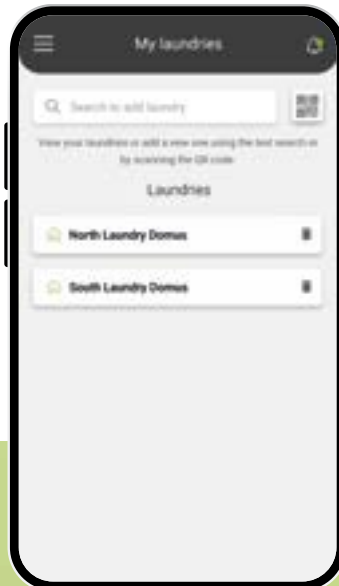 My laundries
Search to add laundry
View your laundries or add a new one using the text search or
by scanning the QR code
Laundries
North Laundry Domus
South Laundry Domus